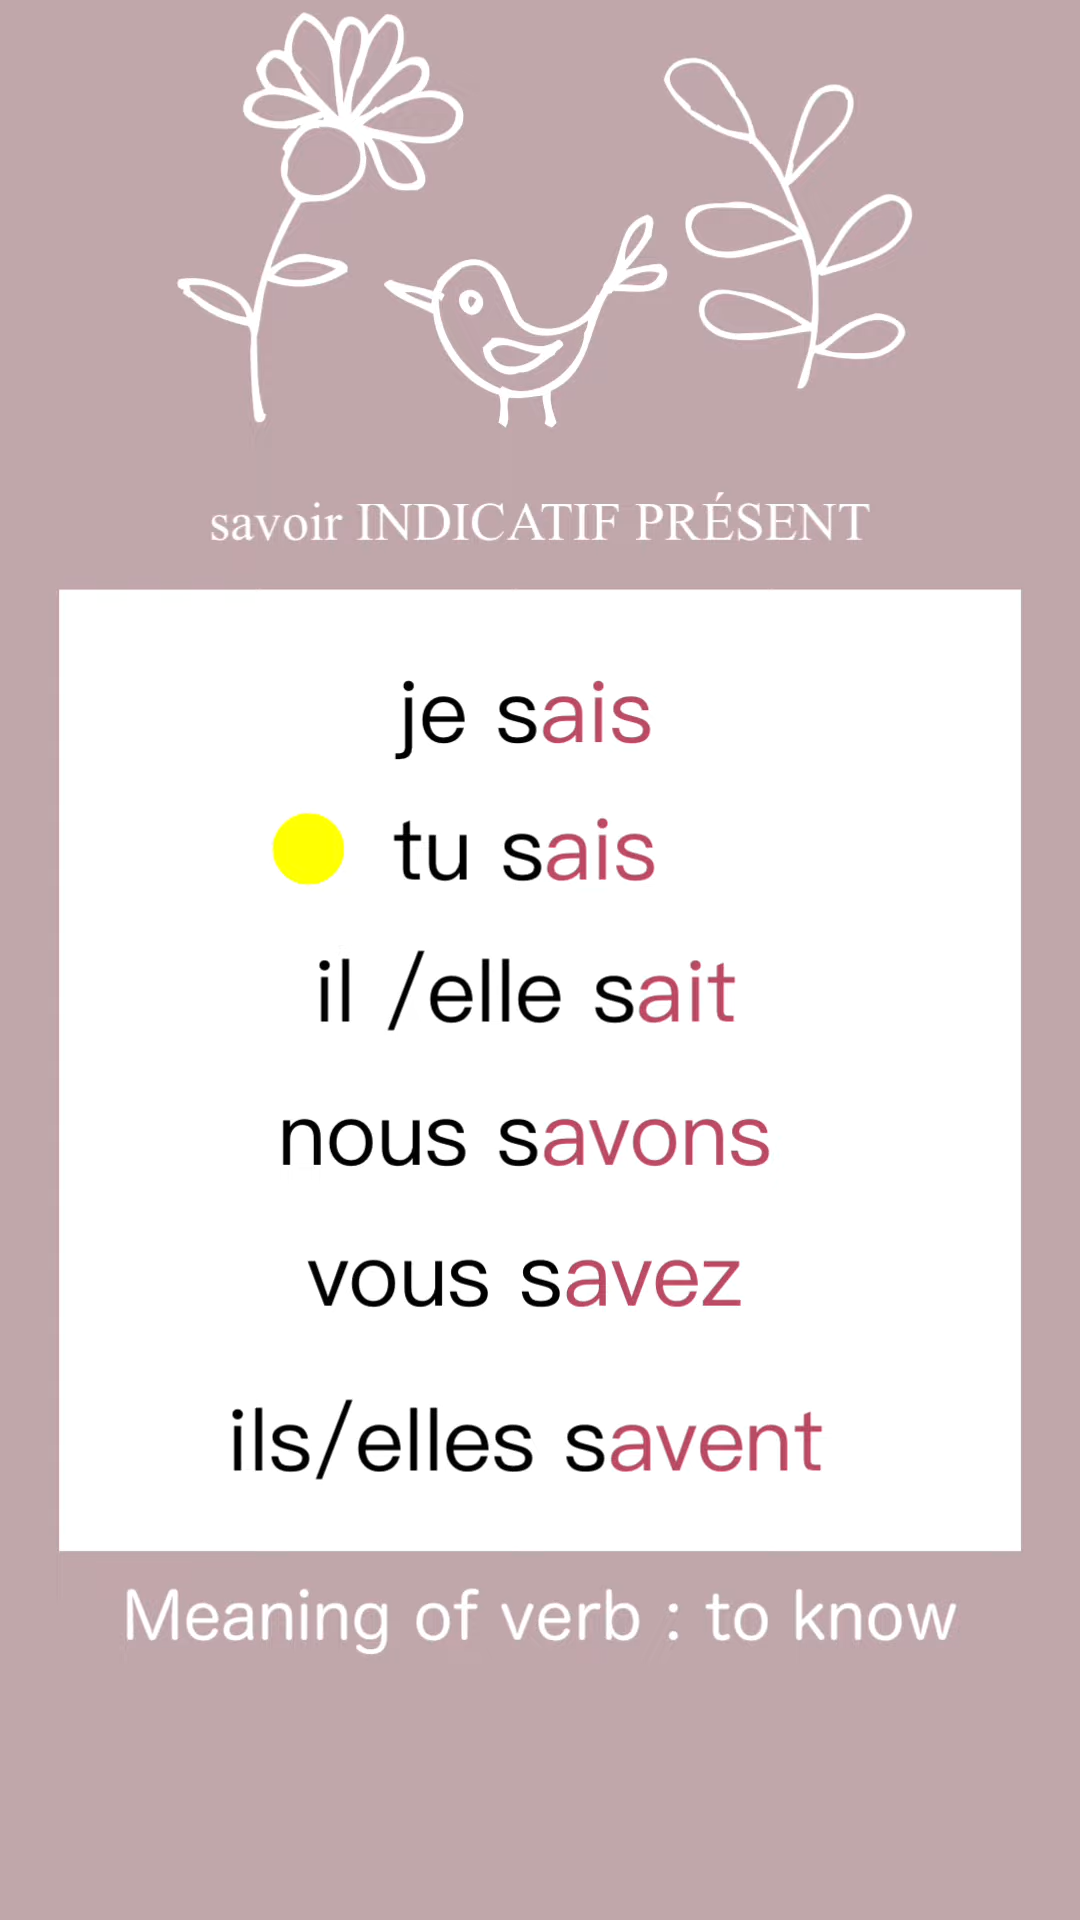 savoir INDICATIF PRÉSENT
je sais
tu sais
il /elle sait
nous savons
vous savez
ils/elles savent
Meaning of verb : to know